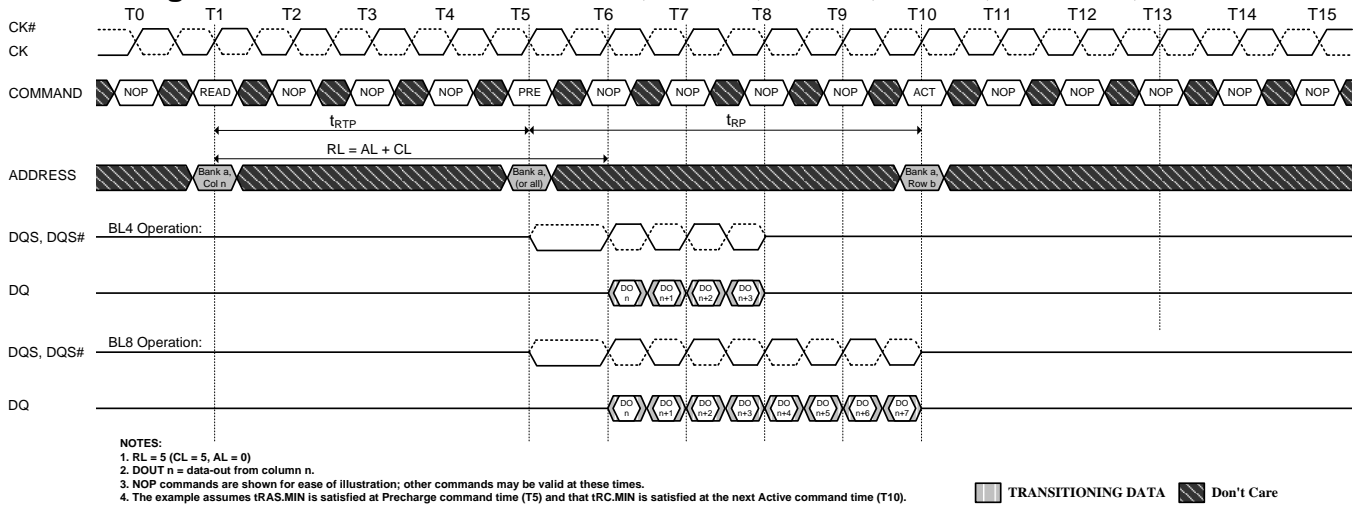 T0 T1 T2 T3 T4 T5 T6 T7 T8 T9 T10 T11 T12 T13 T14 T15
CK#
CK
COMMAND NOP READ NOP NOP NOP PRE NOP NOP NOP NOP ACT NOP NOP NOP NOP NOP
tRTP tRP
RL = AL + CL
ADDRESS
Bank a,
Col n
Bank a,
(or all)
Bank a,
Row b
BL4 Operation:
DQS, DQS#
DQ
DO
n
DO
n+1
DO
n+2
DO
n+3
BL8 Operation:
DQS, DQS#
DQ
DO
n
DO
n+1
DO
n+2
DO
n+3
DO
n+4
DO
n+5
DO
n+6
DO
n+7
NOTES:
1. RL = 5 (CL = 5, AL = 0)
2. DOUT n = data-out from column n.
3. NOP commands are shown for ease of illustration; other commands may be valid at these times.
4. The example assumes tRAS.MIN is satisfied at Precharge command time (T5) and that tRC.MIN is satisfied at the next Active command time (T10).
TRANSITIONING DATA Don't Care